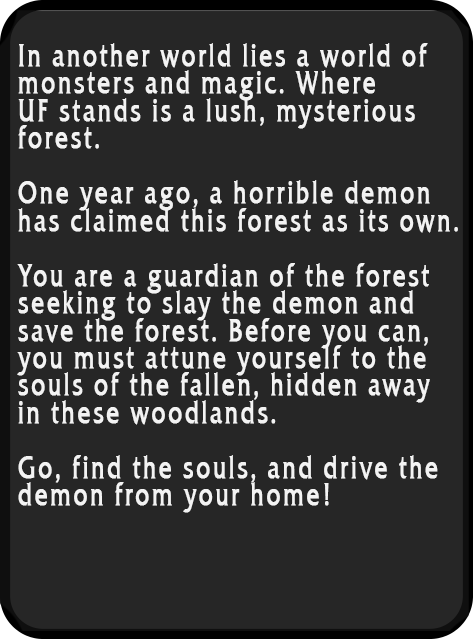 In another world lies a world of
monsters and magic. Where
UF stands is a lush, mysterious
forest.
One year ago, a horrible demon
has claimed this forest as its own.
You are a guardian of the forest
seeking to slay the demon and
save the forest. Before you can,
you must attune yourself to the
souls of the fallen, hidden away
in these woodlands.
Go, find the souls, and drive the
demon from your home!